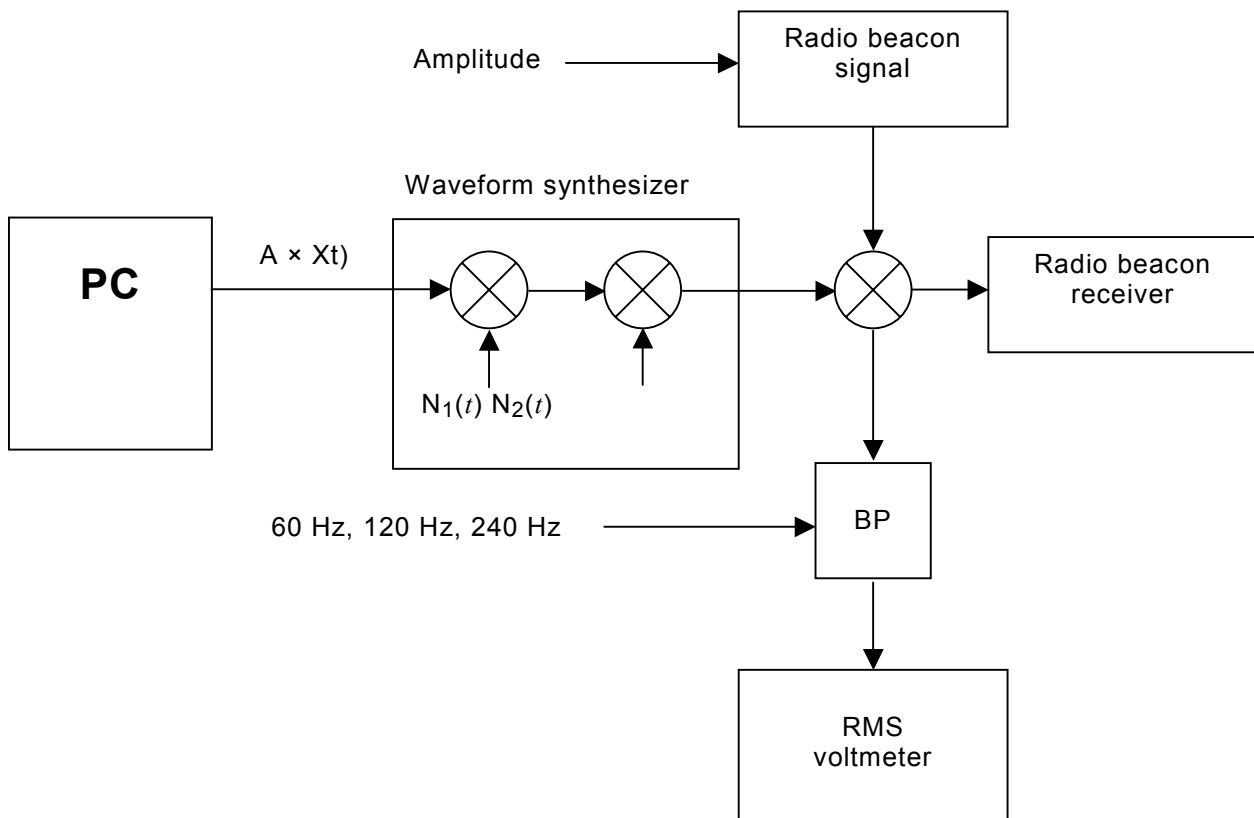 Radio beacon
signal
Amplitude
Waveform synthesizer
PC
A × Xt)
Radio beacon
receiver
N1(t) N2(t)
60 Hz, 120 Hz, 240 Hz
BP
RMS
voltmeter